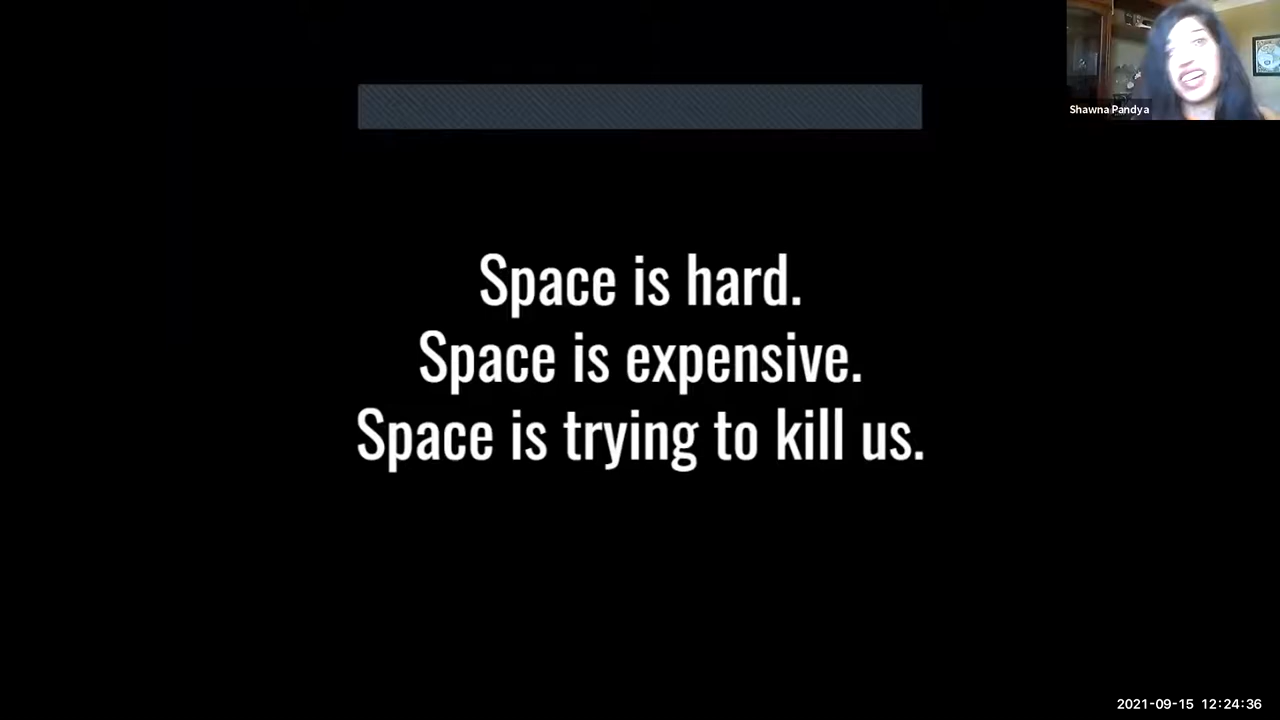 Shawna Pandya
Space is hard.
Space is expensive.
Space is trying to kill us.
2021-09-15 12:24:36